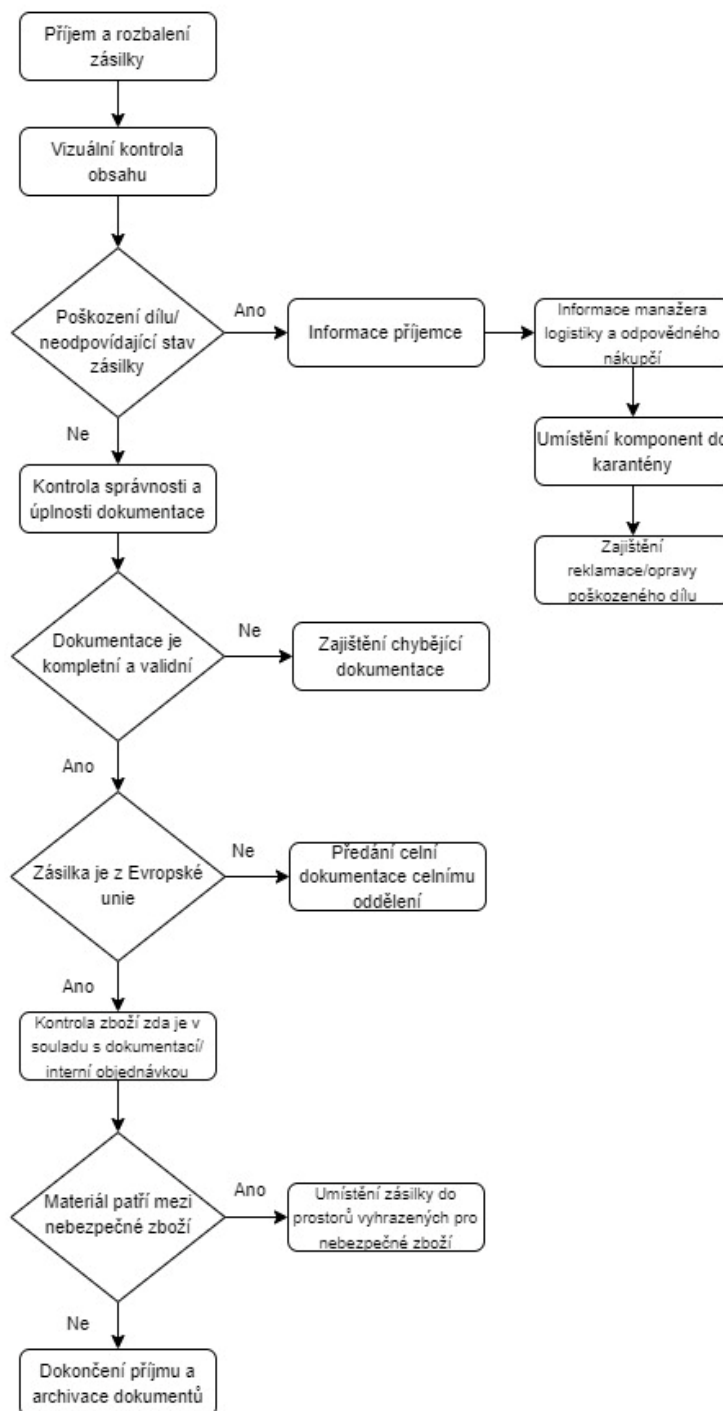 Příjem a rozbalení
zásilky
Vizuální kontrola
obsahu
Poškození dílu/
neodpovídající stav
zásilky
Ano
Informace příjemce
Informace manažera
logistiky a odpovědného
nákupčí
Umístění komponent do
karantény
Zajištění
reklamace/opravy
poškozeného dílu
Ne
Kontrola správnosti a
úplnosti dokumentace
Dokumentace je
kompletní a validní
Ne
Zajištění chybějící
dokumentace
Ano
Zásilka je z Evropské
unie
Ne
Předání celní
dokumentace celnímu
oddělení
Ano
Kontrola zboží zda je v
souladu s dokumentací/
interní objednávkou
Materiál patří mezi
nebezpečné zboží
Ano
Umístění zásilky do
prostorů vyhrazených pro
nebezpečné zboží
Ne
Dokončení příjmu a
archivace dokumentů